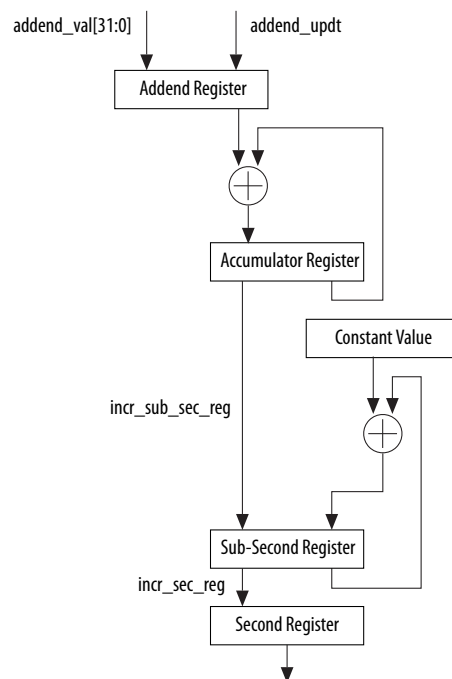 addend_val[31:0]
addend_updt
Addend Register
Accumulator Register
Constant Value
incr_sub_sec_reg
Sub-Second Register
incr_sec_reg
Second Register